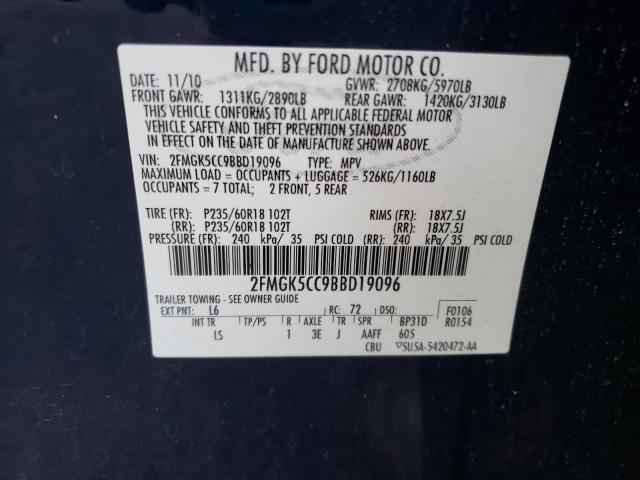 MFD. BY FORD MOTOR CO.
DATE: 11/10 GVWR: 2708KG/5970LB
FRONT GAWR: 1311KG/2890LB REAR GAWR: 1420KG/3130LB
THIS VEHICLE CONFORMS TO ALL APPLICABLE FEDERAL MOTOR
VEHICLE SAFETY AND THEFT PREVENTION STANDARDS
IN EFFECT ON THE DATE OF MANUFACTURE SHOWN ABOVE.
VIN: 2FMGK5CC9BBD19096 TYPE: MPV
MAXIMUM LOAD = OCCUPANTS + LUGGAGE = 526KG/1160LB
OCCUPANTS = 7 TOTAL; 2 FRONT, 5 REAR
TIRE (FR): P235/60R18 102T RIMS (FR): 18X7.5J
(RR): P235/60R18 102T (RR): 18X7.5J
PRESSURE (FR): 240 kPa/ 35 PSI COLD (RR): 240 kPa/ 35 PSI COLD
2FMGK5CC9BBD19096
TRAILER TOWING - SEE OWNER GUIDE
EXT PNT: L6 RC: 72 DSO: F0106
INT TR TP/PS R AXLE TR SPR BP31D R0154
LS 1 3E J AAFF 605
CBU ▽5U5A-5420472-AA